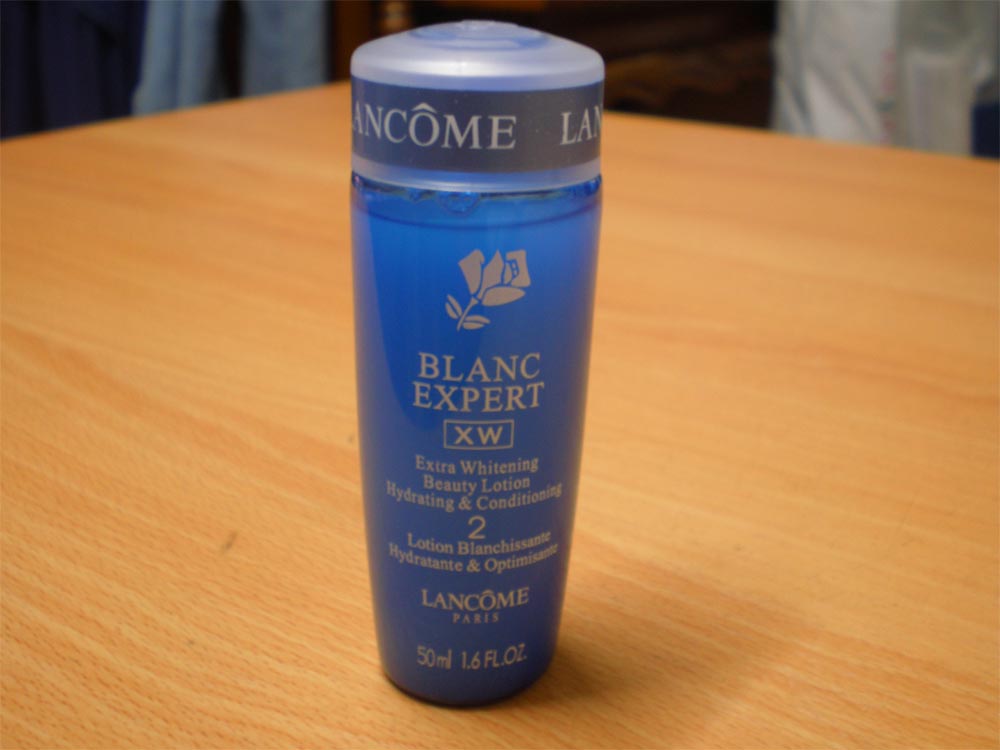 ANCÔME LAN
BLANC
EXPERT
XW
Extra Whitening
Beauty Lotion
Hydrating & Conditioning
2
Lotion Blanchissante
Hydratante & Optimisante
LANCÔME
PARIS
50ml 1.6 FL.OZ.